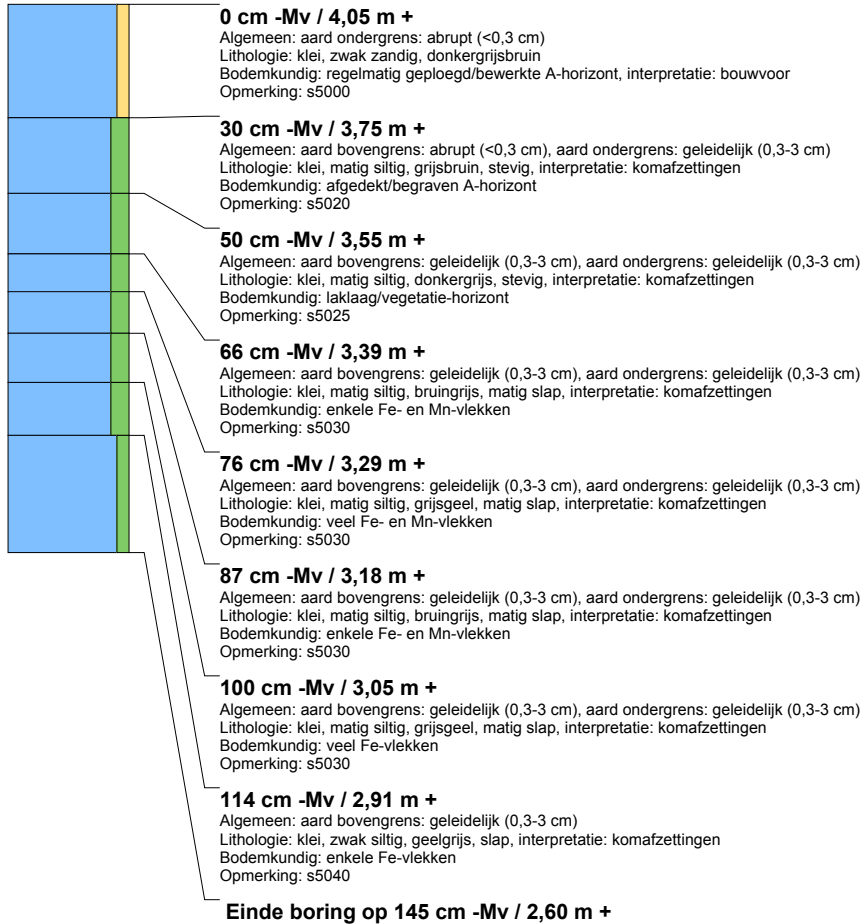 0 cm -Mv / 4,05 m +
Algemeen: aard ondergrens: abrupt (<0,3 cm)
Lithologie: klei, zwak zandig, donkergrijsbruin
Bodemkundig: regelmatig geploegd/bewerkte A-horizont, interpretatie: bouwvoor
Opmerking: s5000
30 cm -Mv / 3,75 m +
Algemeen: aard bovengrens: abrupt (<0,3 cm), aard ondergrens: geleidelijk (0,3-3 cm)
Lithologie: klei, matig siltig, grijsbruin, stevig, interpretatie: komafzettingen
Bodemkundig: afgedekt/begraven A-horizont
Opmerking: s5020
50 cm -Mv / 3,55 m +
Algemeen: aard bovengrens: geleidelijk (0,3-3 cm), aard ondergrens: geleidelijk (0,3-3 cm)
Lithologie: klei, matig siltig, donkergrijs, stevig, interpretatie: komafzettingen
Bodemkundig: laklaag/vegetatie-horizont
Opmerking: s5025
66 cm -Mv / 3,39 m +
Algemeen: aard bovengrens: geleidelijk (0,3-3 cm), aard ondergrens: geleidelijk (0,3-3 cm)
Lithologie: klei, matig siltig, bruingrijs, matig slap, interpretatie: komafzettingen
Bodemkundig: enkele Fe- en Mn-vlekken
Opmerking: s5030
76 cm -Mv / 3,29 m +
Algemeen: aard bovengrens: geleidelijk (0,3-3 cm), aard ondergrens: geleidelijk (0,3-3 cm)
Lithologie: klei, matig siltig, grijsgeel, matig slap, interpretatie: komafzettingen
Bodemkundig: veel Fe- en Mn-vlekken
Opmerking: s5030
87 cm -Mv / 3,18 m +
Algemeen: aard bovengrens: geleidelijk (0,3-3 cm), aard ondergrens: geleidelijk (0,3-3 cm)
Lithologie: klei, matig siltig, bruingrijs, matig slap, interpretatie: komafzettingen
Bodemkundig: enkele Fe- en Mn-vlekken
Opmerking: s5030
100 cm -Mv / 3,05 m +
Algemeen: aard bovengrens: geleidelijk (0,3-3 cm), aard ondergrens: geleidelijk (0,3-3 cm)
Lithologie: klei, matig siltig, grijsgeel, matig slap, interpretatie: komafzettingen
Bodemkundig: veel Fe-vlekken
Opmerking: s5030
114 cm -Mv / 2,91 m +
Algemeen: aard bovengrens: geleidelijk (0,3-3 cm)
Lithologie: klei, zwak siltig, geelgrijs, slap, interpretatie: komafzettingen
Bodemkundig: enkele Fe-vlekken
Opmerking: s5040
Einde boring op 145 cm -Mv / 2,60 m +